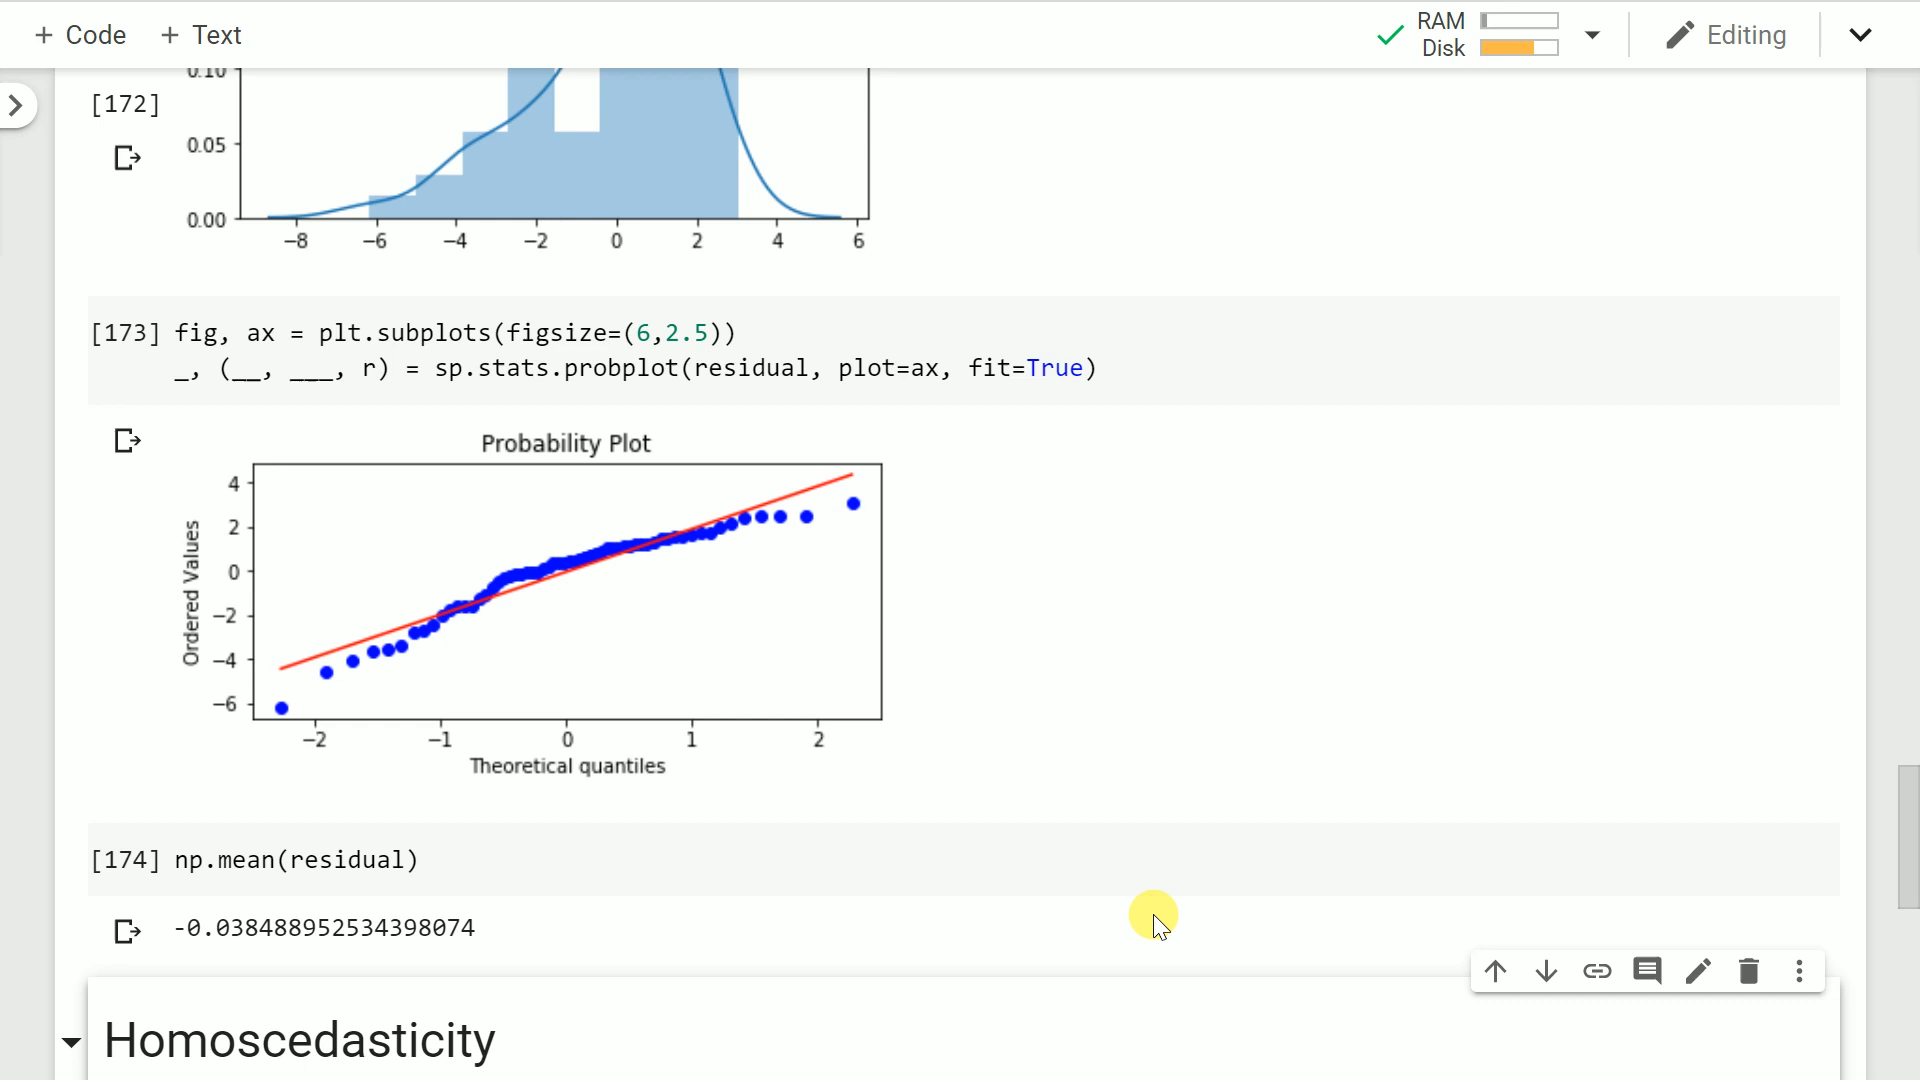 + Code + Text
RAM
Disk
Editing
0.10
[172]
0.05
0.00
−8 −6 −4 −2 0 2 4 6
[173] fig, ax = plt.subplots(figsize=(6,2.5))
_, (__, ___, r) = sp.stats.probplot(residual, plot=ax, fit=True)
Probability Plot
4
2
0
−2
−4
−6
Ordered Values
−2 −1 0 1 2
Theoretical quantiles
[174] np.mean(residual)
-0.038488952534398074
Homoscedasticity